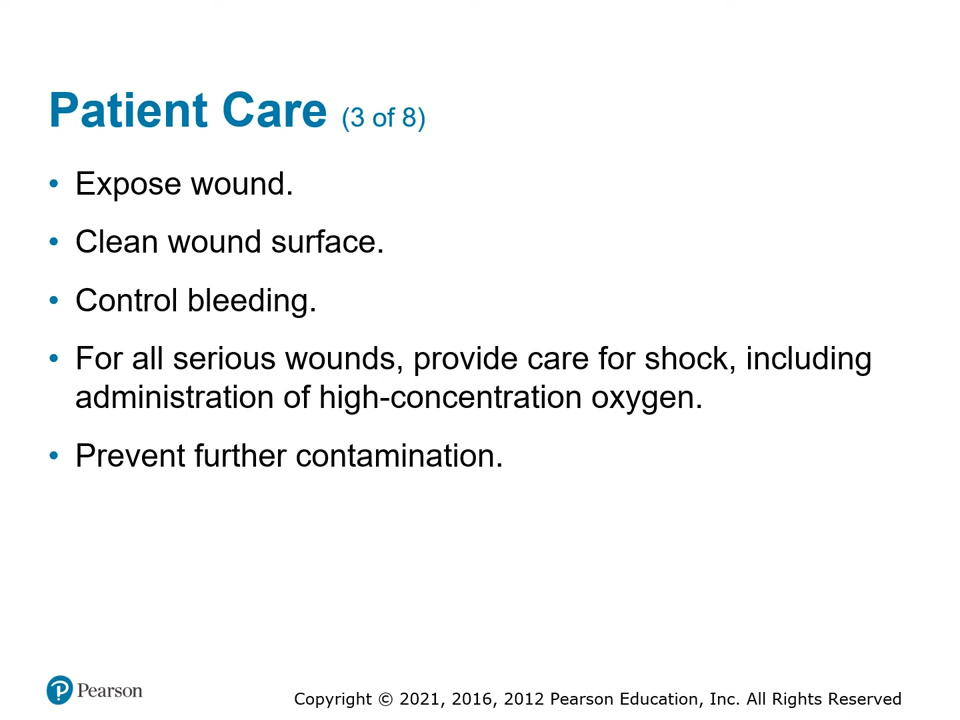 Patient Care (3 of 8)
• Expose wound.
• Clean wound surface.
• Control bleeding.
• For all serious wounds, provide care for shock, including
administration of high-concentration oxygen.
• Prevent further contamination.
Pearson
Copyright © 2021, 2016, 2012 Pearson Education, Inc. All Rights Reserved